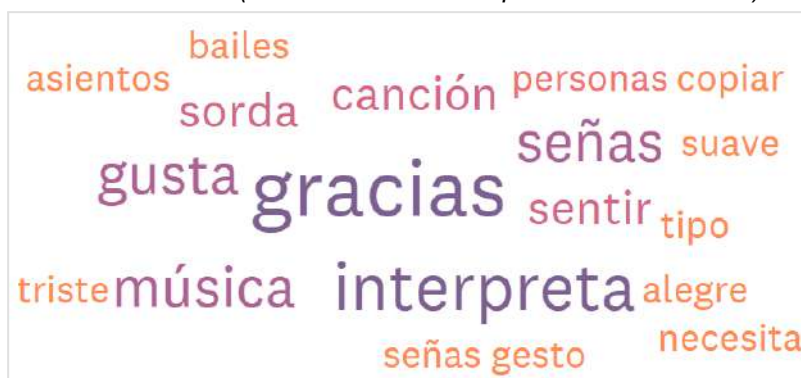 bailes
asientos
canción
personas
copiar
sorda
señas
suave
gusta
gracias
sentir
tipo
triste
música
interpreta
alegre
necesita
señas gesto